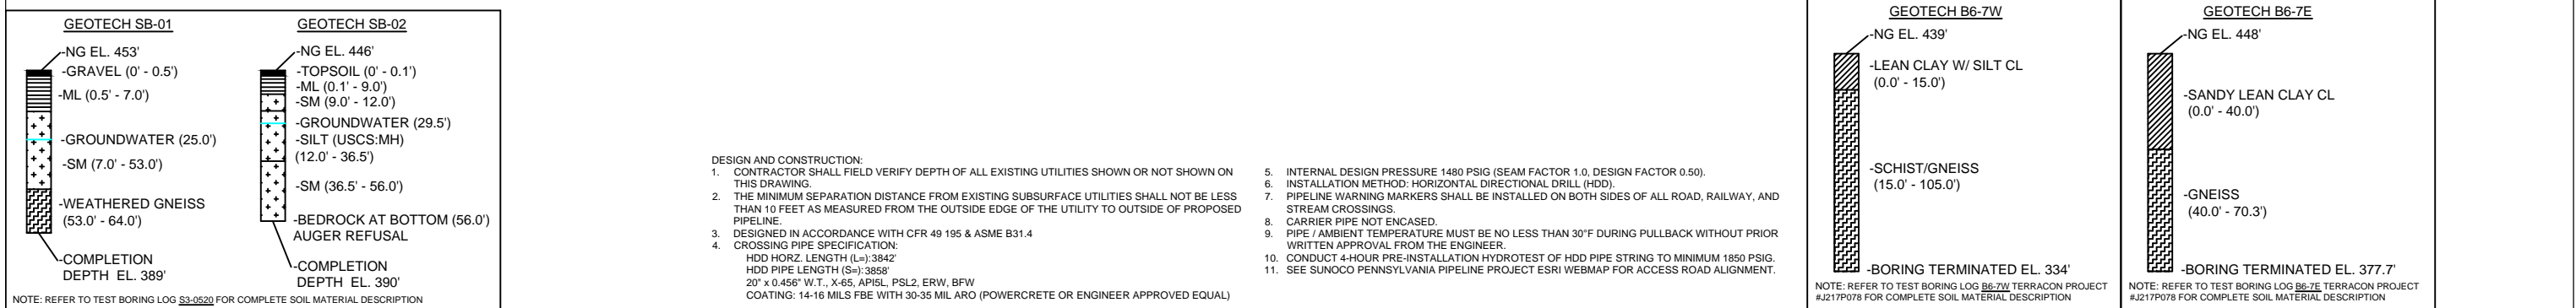 GEOTECH SB-01
-NG EL. 453'
-GRAVEL (0' - 0.5')
-ML (0.5' - 7.0')
-GROUNDWATER (25.0')
-SM (7.0' - 53.0')
-WEATHERED GNEISS
(53.0' - 64.0')
-COMPLETION
DEPTH EL. 389'
GEOTECH SB-02
-NG EL. 446'
-TOPSOIL (0' - 0.1')
-ML (0.1' - 9.0')
-SM (9.0' - 12.0')
-GROUNDWATER (29.5')
-SILT (USCS:MH)
(12.0' - 36.5')
-SM (36.5' - 56.0')
-BEDROCK AT BOTTOM (56.0')
AUGER REFUSAL
-COMPLETION
DEPTH EL. 390'
NOTE: REFER TO TEST BORING LOG S3-0520 FOR COMPLETE SOIL MATERIAL DESCRIPTION
DESIGN AND CONSTRUCTION:
1. CONTRACTOR SHALL FIELD VERIFY DEPTH OF ALL EXISTING UTILITIES SHOWN OR NOT SHOWN ON
THIS DRAWING.
2. THE MINIMUM SEPARATION DISTANCE FROM EXISTING SUBSURFACE UTILITIES SHALL NOT BE LESS
THAN 10 FEET AS MEASURED FROM THE OUTSIDE EDGE OF THE UTILITY TO OUTSIDE OF PROPOSED
PIPELINE.
3. DESIGNED IN ACCORDANCE WITH CFR 49 195 & ASME B31.4
4. CROSSING PIPE SPECIFICATION:
HDD HORZ. LENGTH (L=):3842'
HDD PIPE LENGTH (S=):3858'
20" x 0.456" W.T., X-65, API5L, PSL2, ERW, BFW
COATING: 14-16 MILS FBE WITH 30-35 MIL ARO (POWERCRETE OR ENGINEER APPROVED EQUAL)
5. INTERNAL DESIGN PRESSURE 1480 PSIG (SEAM FACTOR 1.0, DESIGN FACTOR 0.50).
6. INSTALLATION METHOD: HORIZONTAL DIRECTIONAL DRILL (HDD).
7. PIPELINE WARNING MARKERS SHALL BE INSTALLED ON BOTH SIDES OF ALL ROAD, RAILWAY, AND
STREAM CROSSINGS.
8. CARRIER PIPE NOT ENCASED.
9. PIPE / AMBIENT TEMPERATURE MUST BE NO LESS THAN 30°F DURING PULLBACK WITHOUT PRIOR
WRITTEN APPROVAL FROM THE ENGINEER.
10. CONDUCT 4-HOUR PRE-INSTALLATION HYDROTEST OF HDD PIPE STRING TO MINIMUM 1850 PSIG.
11. SEE SUNOCO PENNSYLVANIA PIPELINE PROJECT ESRI WEBMAP FOR ACCESS ROAD ALIGNMENT.
GEOTECH B6-7W
-NG EL. 439'
-LEAN CLAY W/ SILT CL
(0.0' - 15.0')
-SCHIST/GNEISS
(15.0' - 105.0')
-BORING TERMINATED EL. 334'
NOTE: REFER TO TEST BORING LOG B6-7W TERRACON PROJECT
#J217P078 FOR COMPLETE SOIL MATERIAL DESCRIPTION
GEOTECH B6-7E
-NG EL. 448'
-SANDY LEAN CLAY CL
(0.0' - 40.0')
-GNEISS
(40.0' - 70.3')
-BORING TERMINATED EL. 377.7'
NOTE: REFER TO TEST BORING LOG B6-7E TERRACON PROJECT
#J217P078 FOR COMPLETE SOIL MATERIAL DESCRIPTION